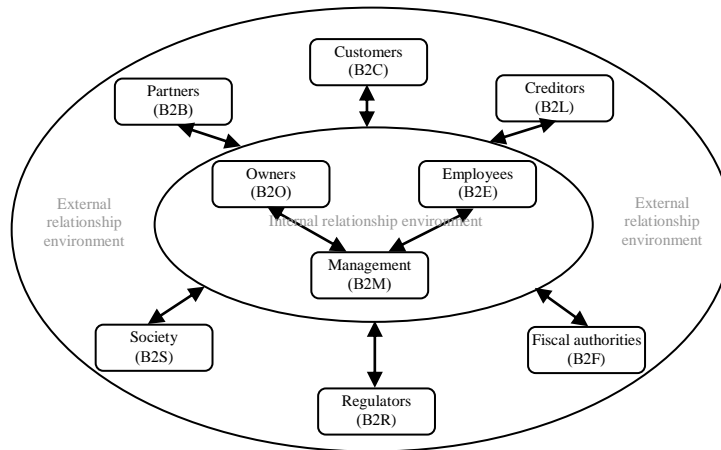 Customers
(B2C)
Partners
(B2B)
Creditors
(B2L)
Owners
(B2O)
Employees
(B2E)
External
relationship
environment
Internal relationship environment
External
relationship
environment
Management
(B2M)
Society
(B2S)
Fiscal authorities
(B2F)
Regulators
(B2R)